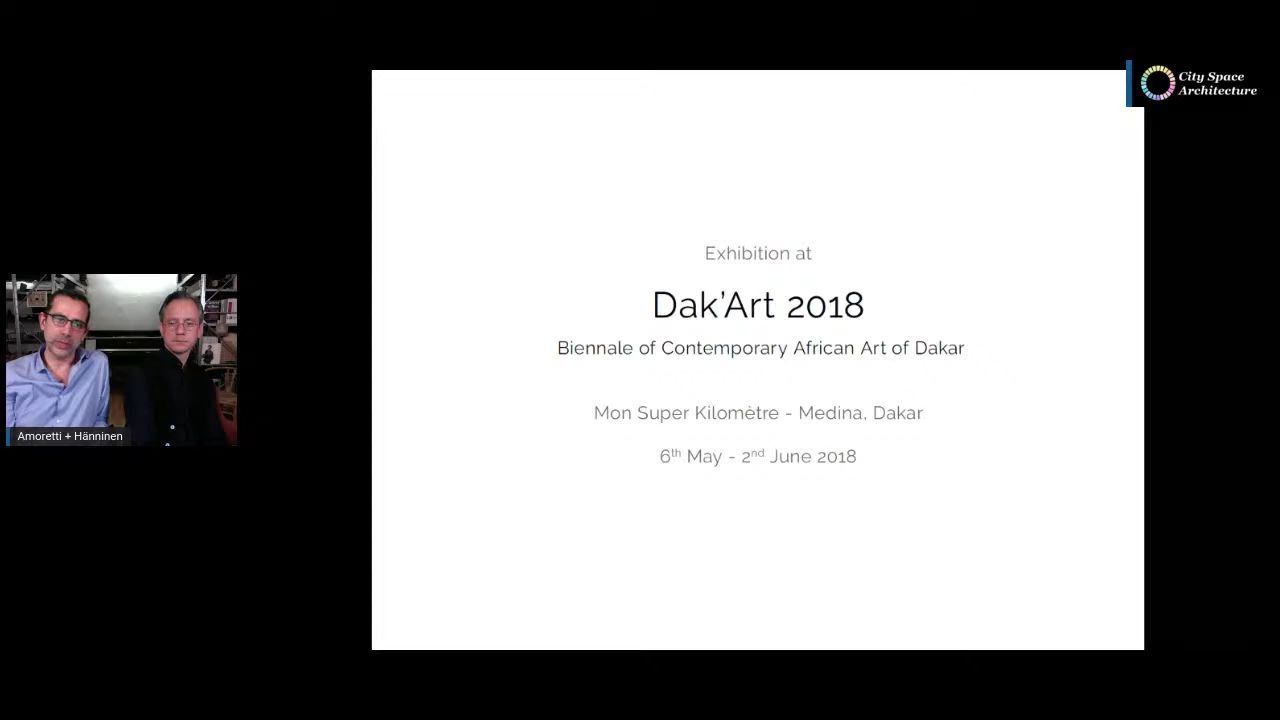 City Space
Architecture
Exhibition at
Dak'Art 2018
Biennale of Contemporary African Art of Dakar
Mon Super Kilomètre - Medina, Dakar
6th May - 2nd June 2018
Amoretti + Hänninen